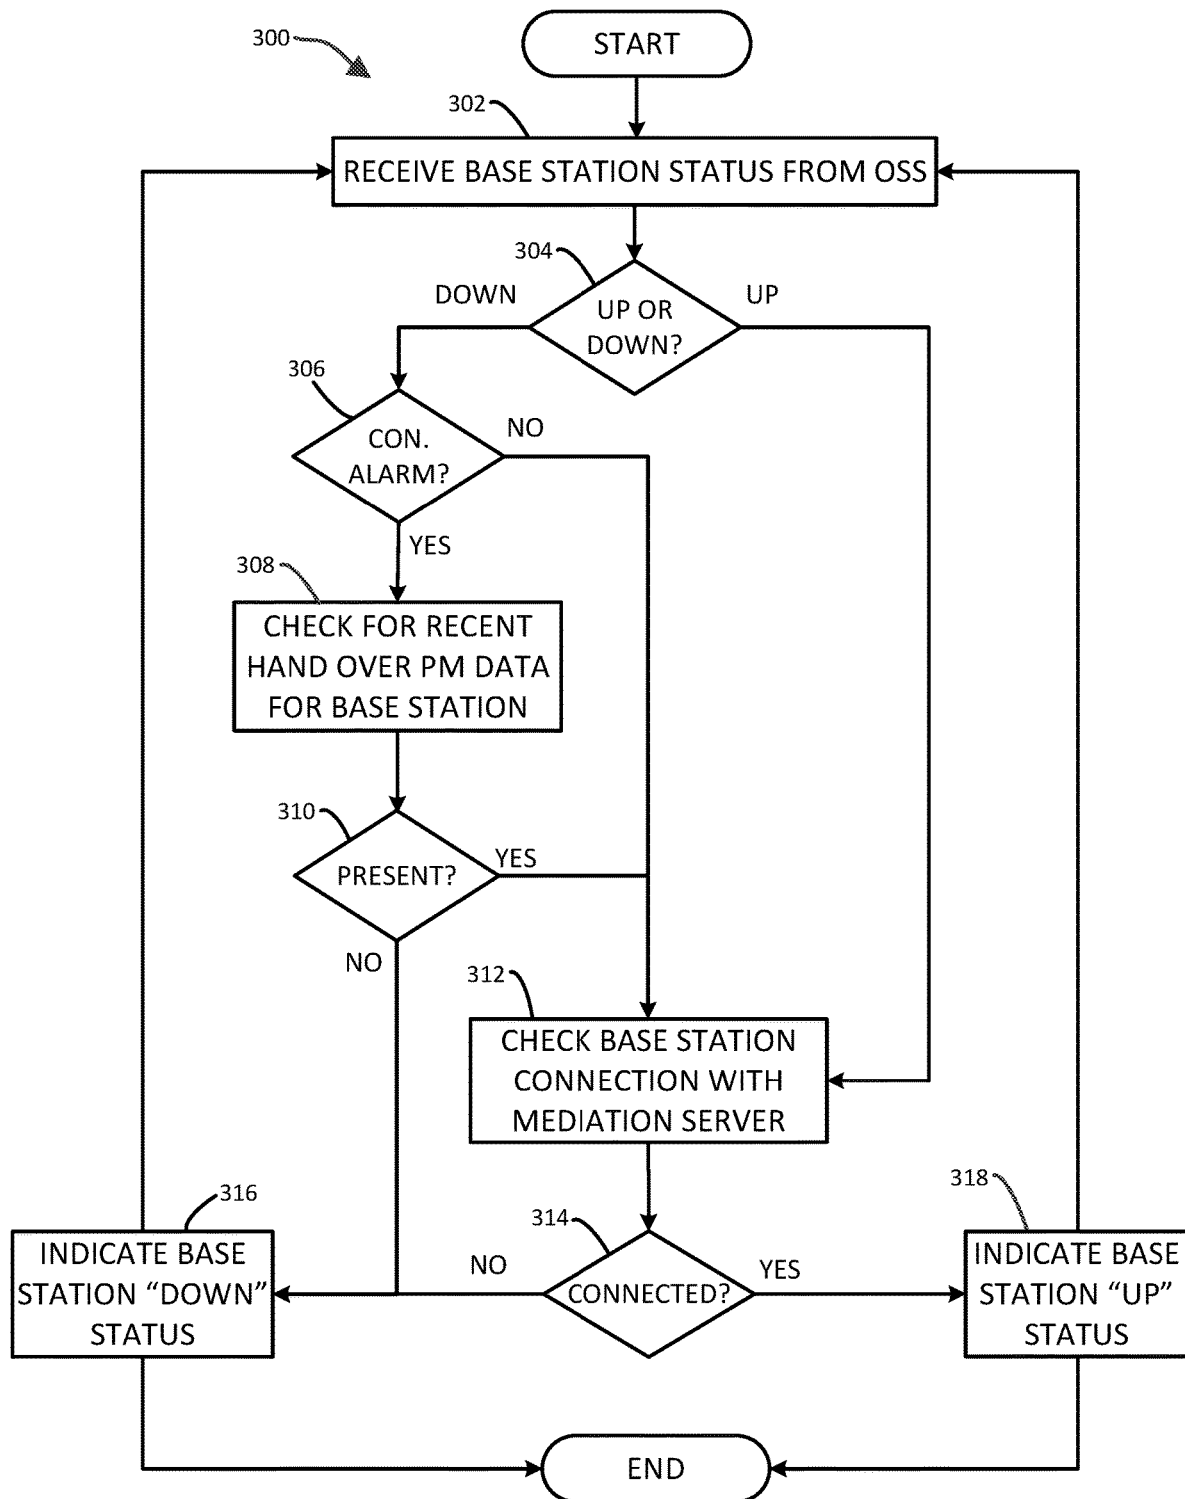 300
START
302
RECEIVE BASE STATION STATUS FROM OSS
304
DOWN
UP
UP OR
DOWN?
306
NO
CON.
ALARM?
YES
308
CHECK FOR RECENT
HAND OVER PM DATA
FOR BASE STATION
310
YES
PRESENT?
NO
312
CHECK BASE STATION
CONNECTION WITH
MEDIATION SERVER
316
314
318
NO
YES
INDICATE BASE
STATION “DOWN”
STATUS
CONNECTED?
INDICATE BASE
STATION “UP”
STATUS
END